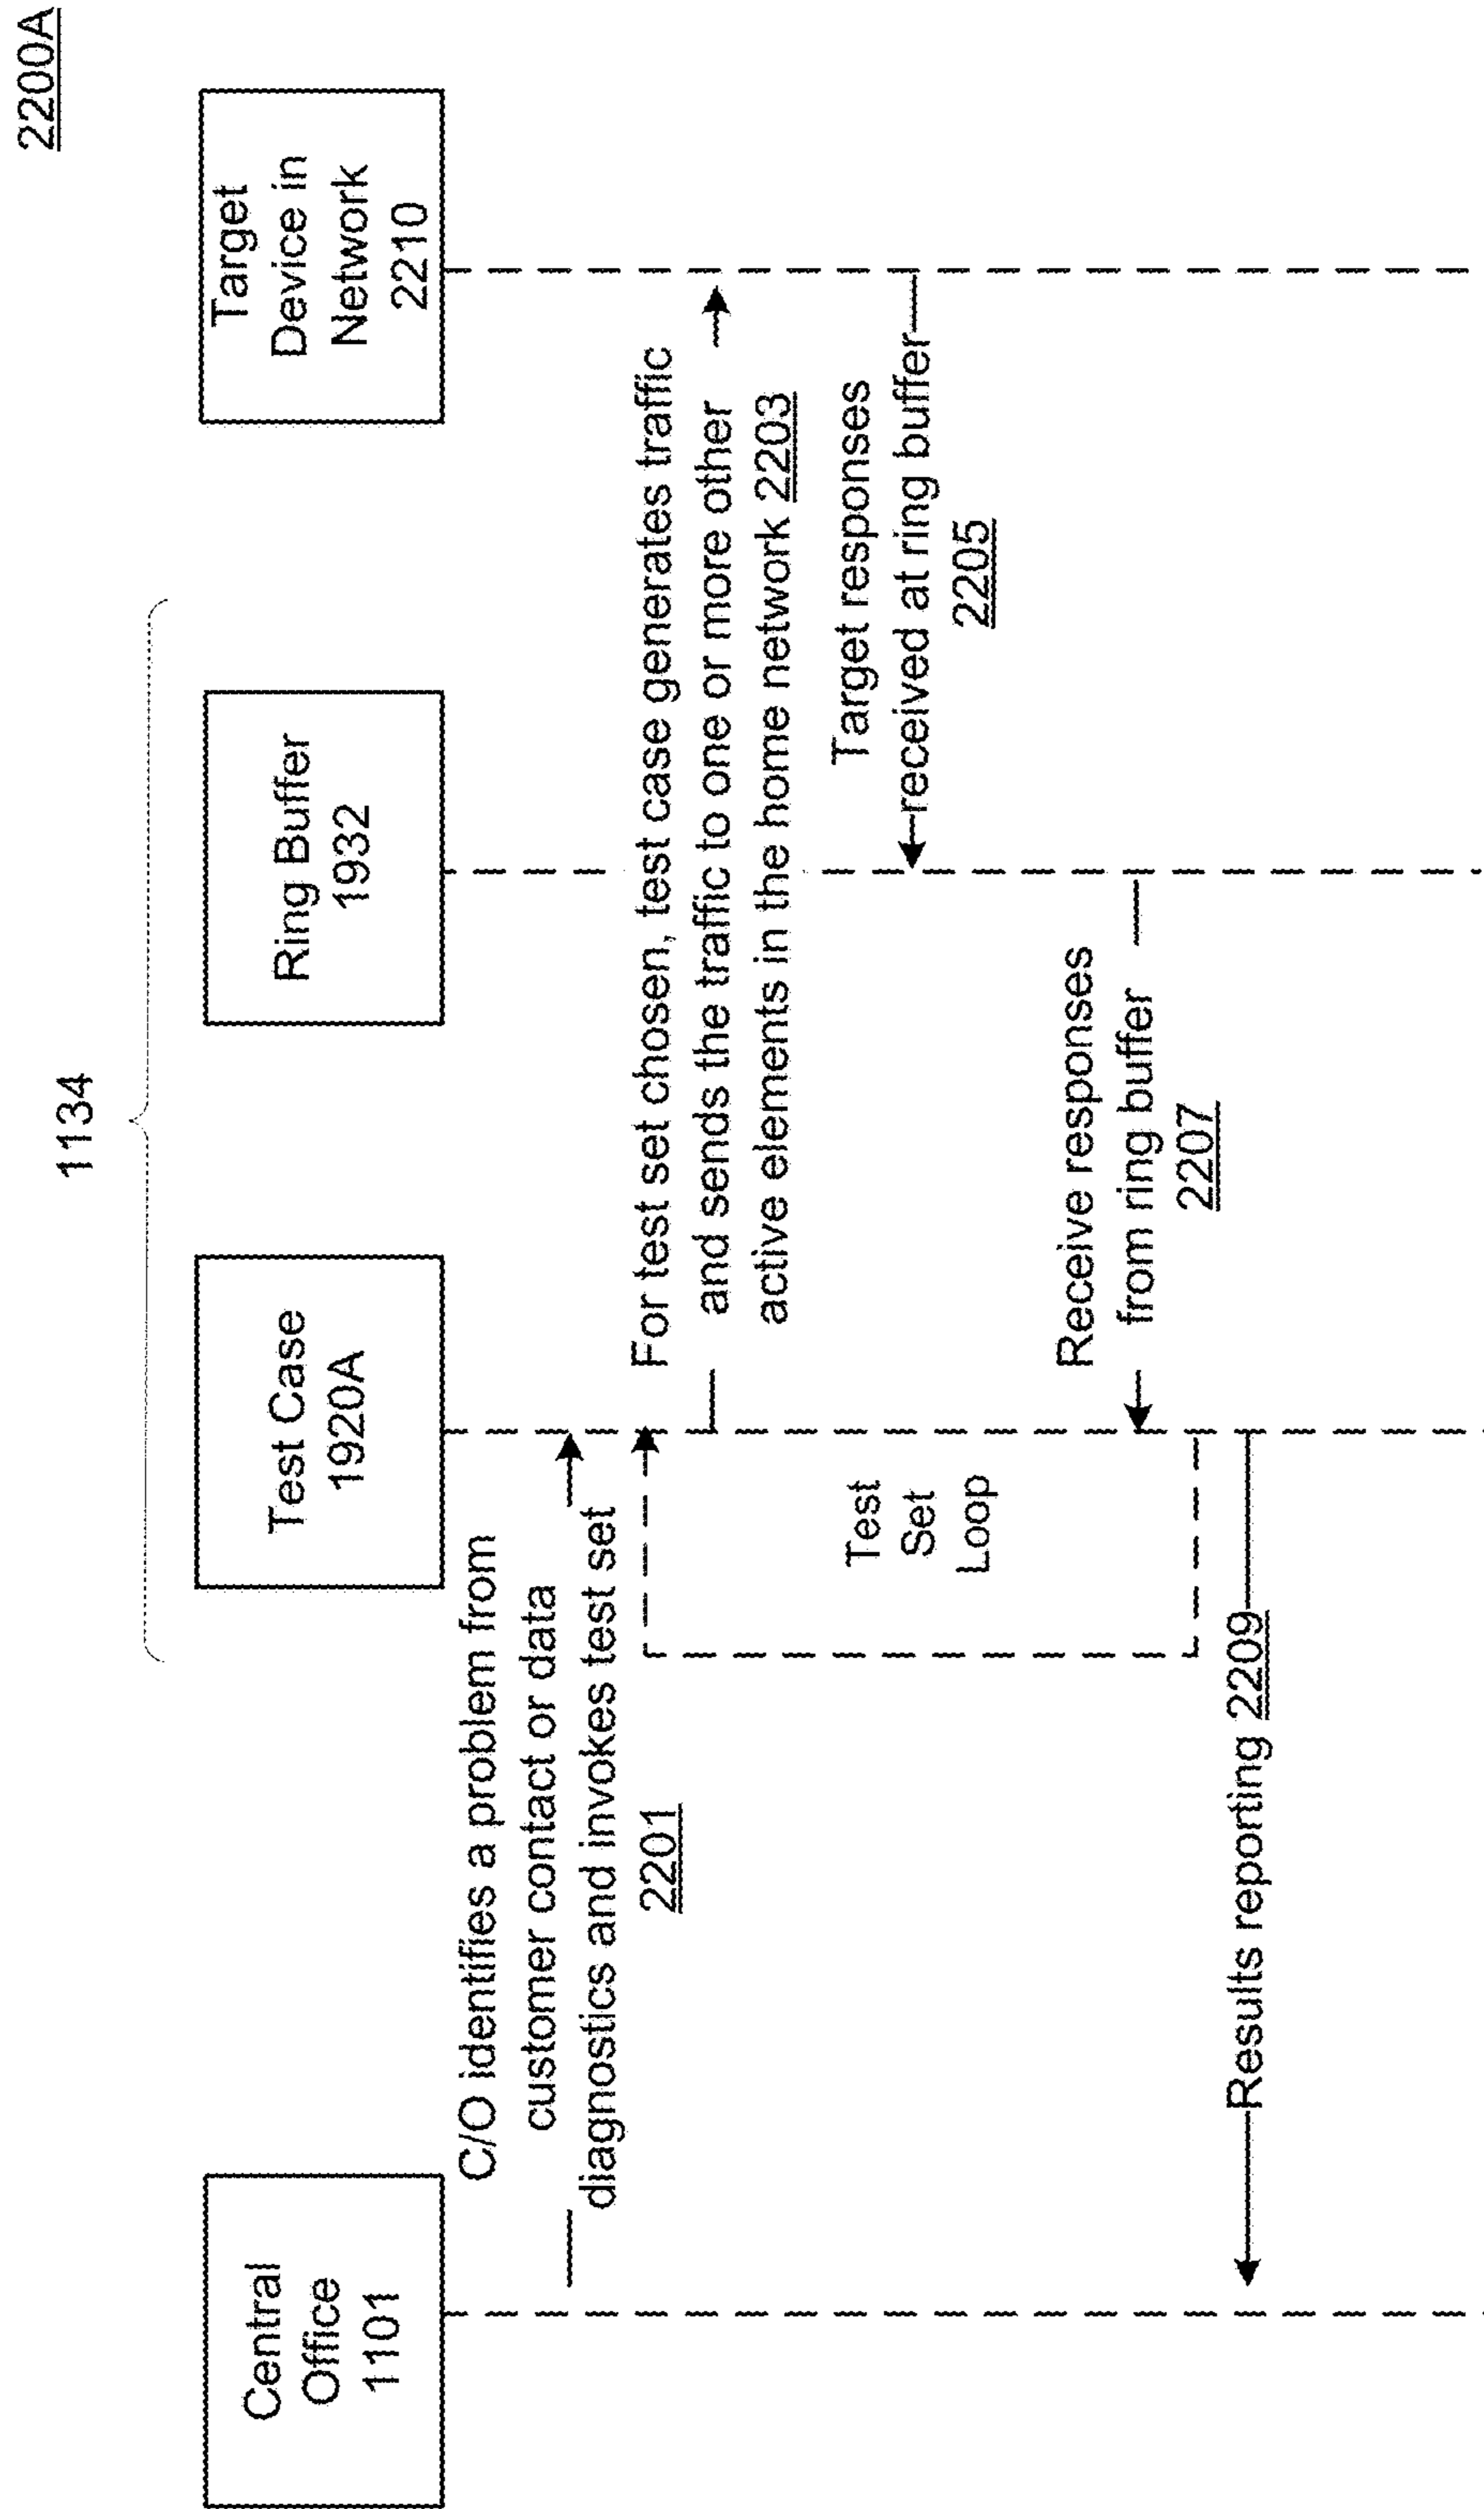 2200A
1134
Central
Office
1101
Test Case
1920A
Ring Buffer
1932
Target
Device in
Network
2210
C/O identifies a problem from
customer contact or data
diagnostics and invokes test set
2201
For test set chosen, test case generates traffic
and sends the traffic to one or more other
active elements in the home network 2203
Target responses
received at ring buffer
2205
Test
Set
Loop
Receive responses
from ring buffer
2207
Results reporting 2209